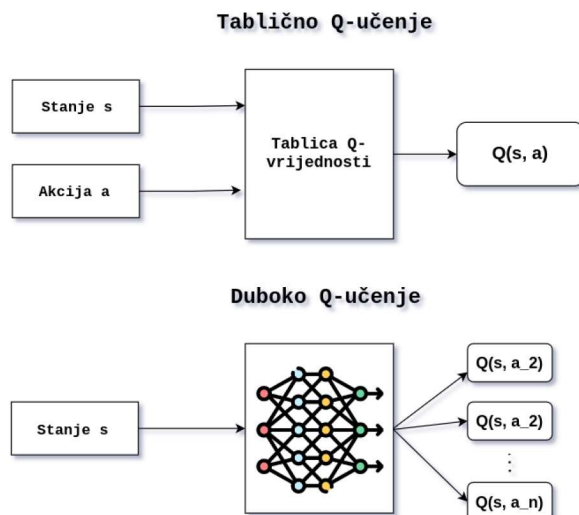 Tablično Q-učenje
Stanje s
Akcija a
Tablica Q-
vrijednosti
Q(s, a)
Duboko Q-učenje
Stanje s
Q(s, a_2)
Q(s, a_2)
⋮
Q(s, a_n)